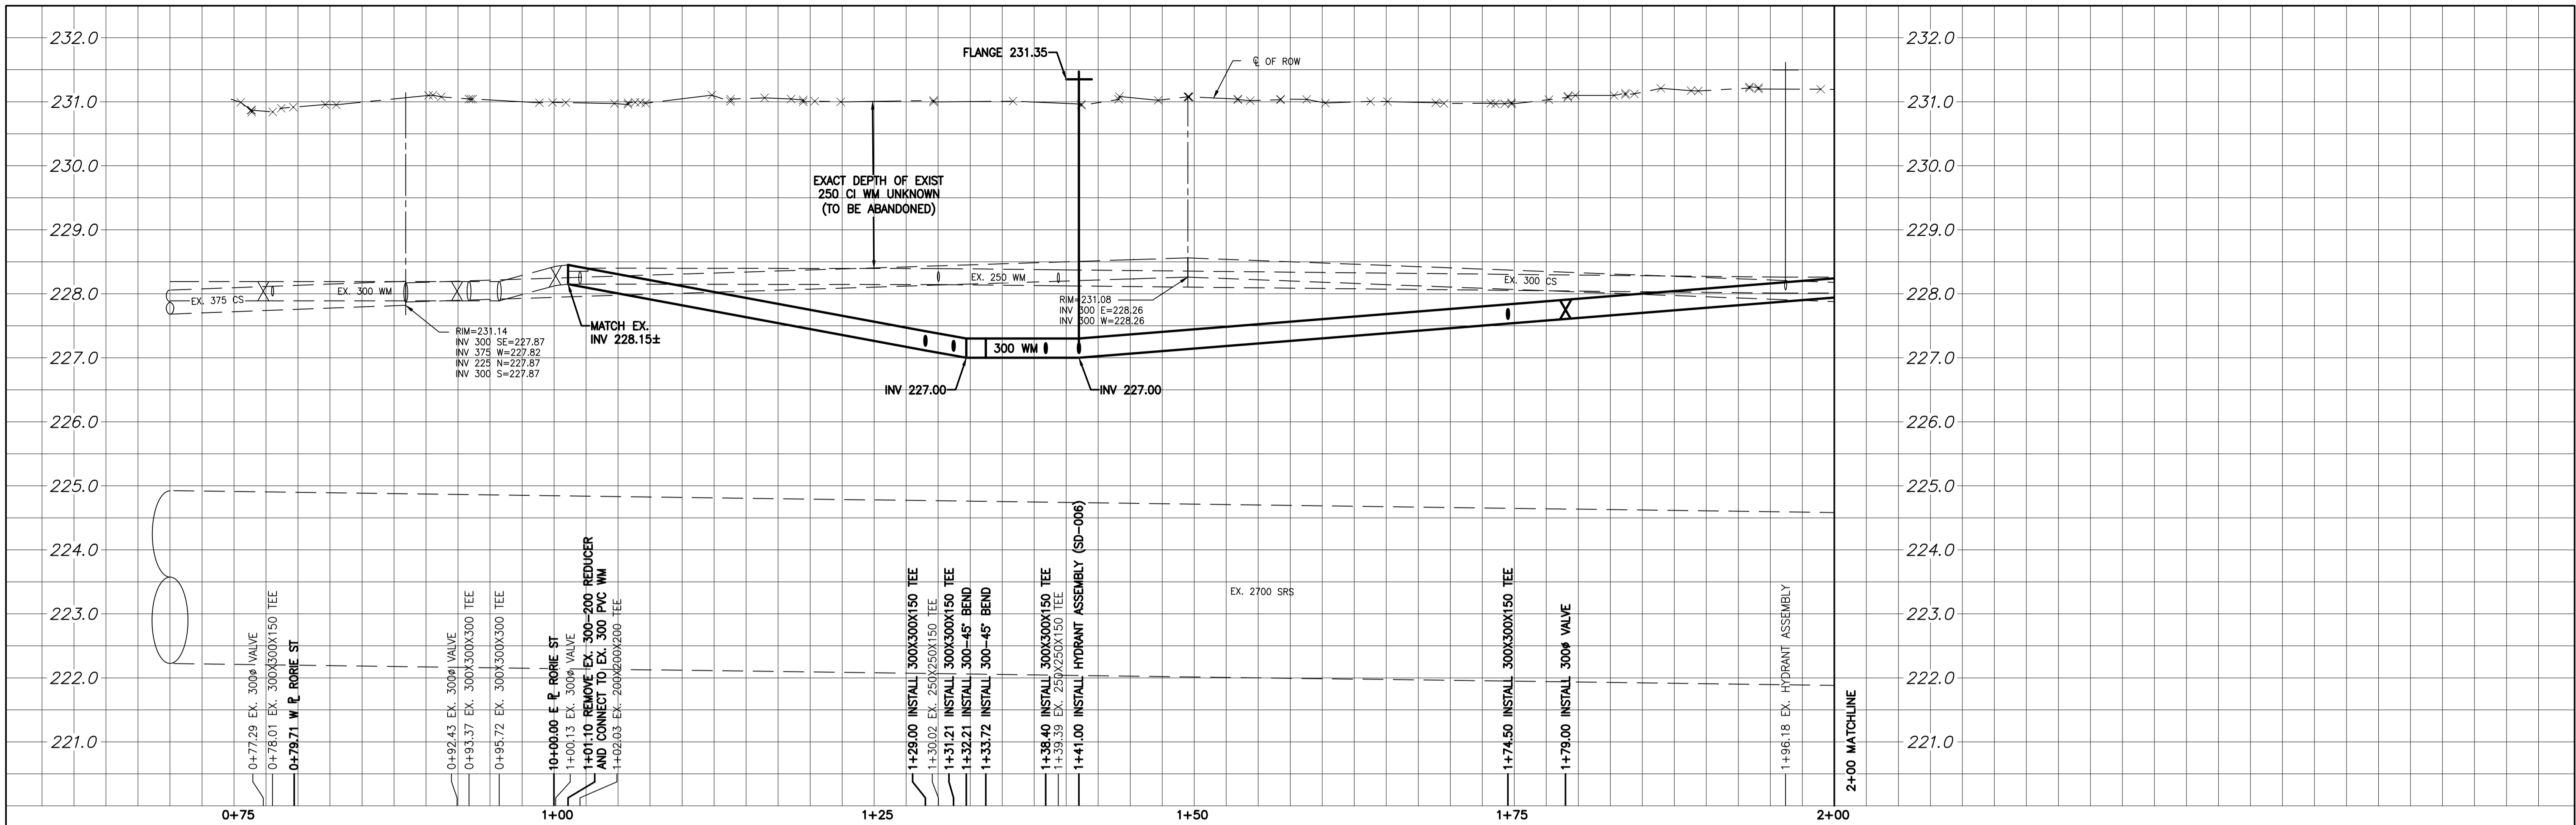 232.0
231.0
230.0
229.0
228.0
227.0
226.0
225.0
224.0
223.0
222.0
221.0
FLANGE 231.35
℄ OF ROW
EXACT DEPTH OF EXIST
250 CI WM UNKNOWN
(TO BE ABANDONED)
EX. 375 CS
EX. 300 WM
EX. 250 WM
EX. 300 CS
RIM=231.14
INV 300 SE=227.87
INV 375 W=227.82
INV 225 N=227.87
INV 300 S=227.87
MATCH EX.
INV 228.15±
RIM=231.08
INV 300 E=228.26
INV 300 W=228.26
300 WM
INV 227.00
INV 227.00
EX. 2700 SRS
0+77.29 EX. 300ø VALVE
0+78.01 EX. 300X300X150 TEE
0+79.71 W ℙL RORIE ST
0+92.43 EX. 300ø VALVE
0+93.37 EX. 300X300X300 TEE
0+95.72 EX. 300X300X300 TEE
10+00.00 E ℙL RORIE ST
1+00.13 EX. 300ø VALVE
1+01.10 REMOVE EX. 300-200 REDUCER
AND CONNECT TO EX. 300 PVC WM
1+02.03 EX. 200X200X200 TEE
1+29.00 INSTALL 300X300X150 TEE
1+30.02 EX. 250X250X150 TEE
1+31.21 INSTALL 300X300X150 TEE
1+32.21 INSTALL 300-45° BEND
1+33.72 INSTALL 300-45° BEND
1+38.40 INSTALL 300X300X150 TEE
1+39.39 EX. 250X250X150 TEE
1+41.00 INSTALL HYDRANT ASSEMBLY (SD-006)
1+74.50 INSTALL 300X300X150 TEE
1+79.00 INSTALL 300ø VALVE
1+96.18 EX. HYDRANT ASSEMBLY
2+00 MATCHLINE
232.0
231.0
230.0
229.0
228.0
227.0
226.0
225.0
224.0
223.0
222.0
221.0
0+75
1+00
1+25
1+50
1+75
2+00